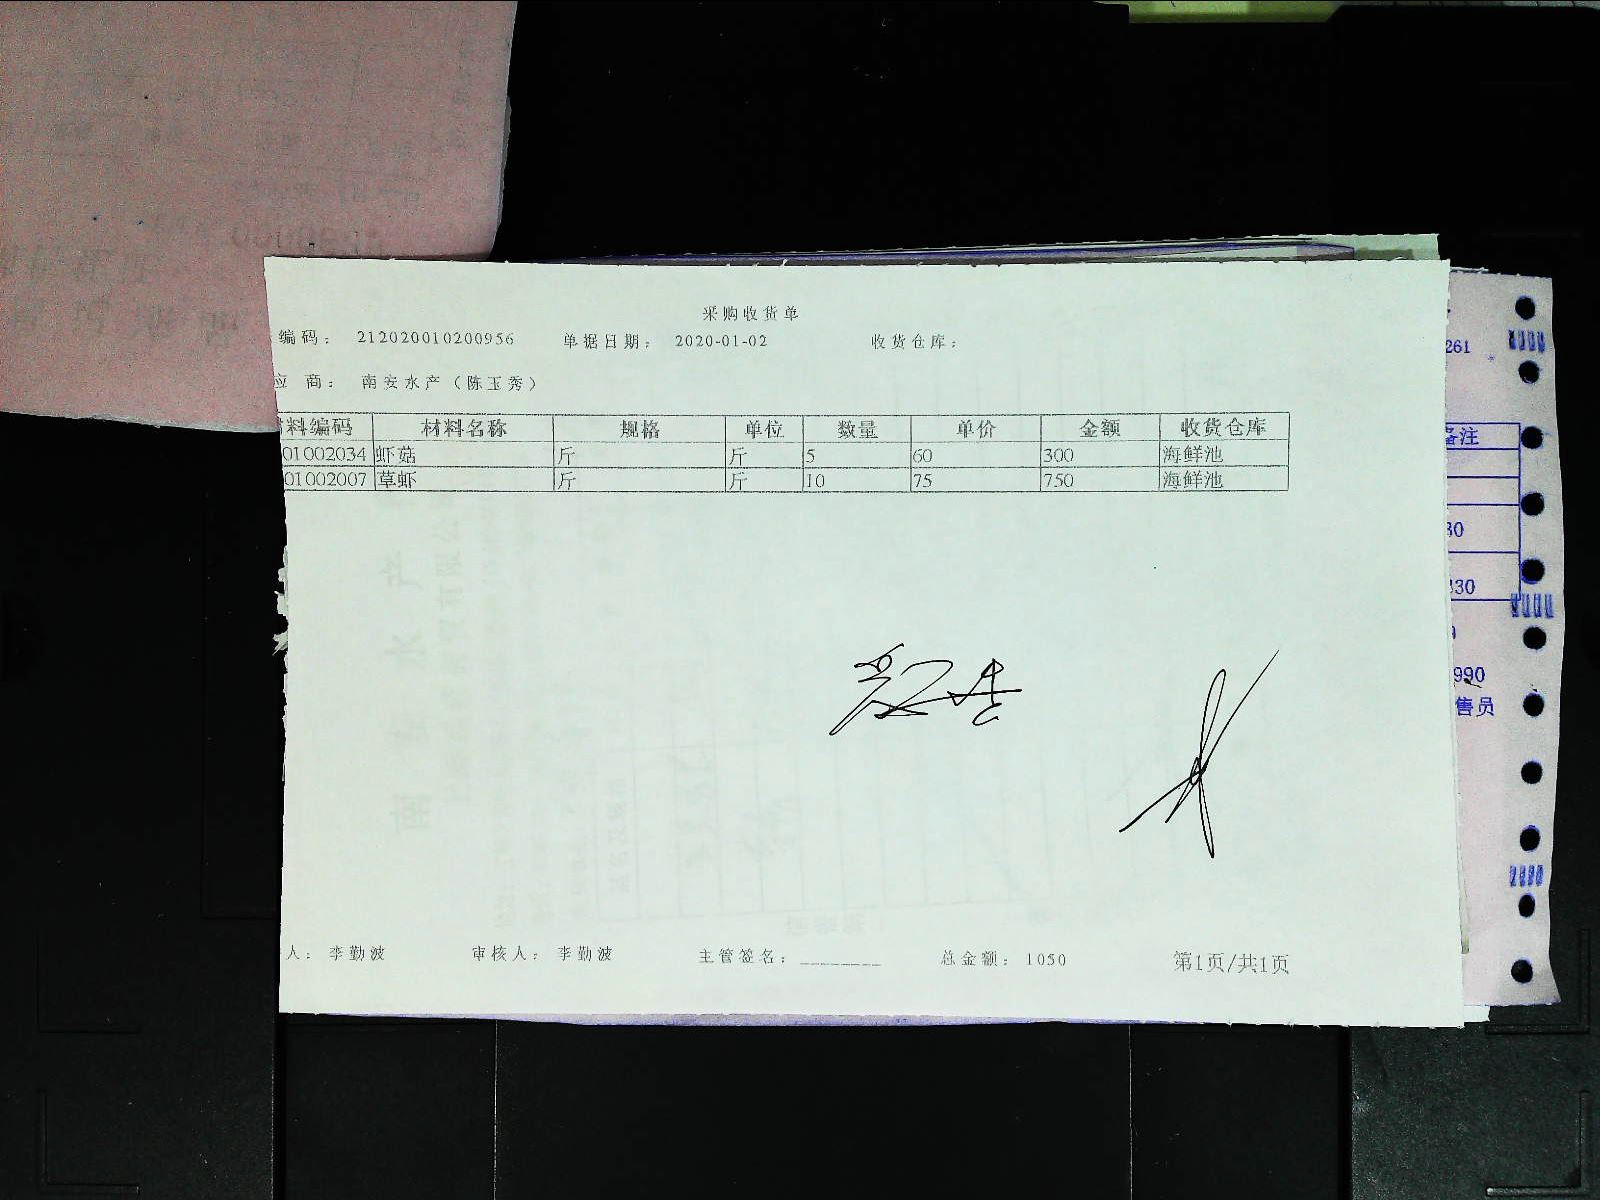 采购收货单
编码： 212020010200956 单据日期： 2020-01-02 收货仓库：
应 商： 南安水产（陈玉秀）
材料编码 材料名称 规格 单位 数量 单价 金额 收货仓库
01002034 虾菇 斤 斤 5 60 300 海鲜池
01002007 草虾 斤 斤 10 75 750 海鲜池
人： 李勤波 审核人： 李勤波 主管签名： ________ 总金额： 1050 第1页/共1页
261
备注
30
330
990
售员